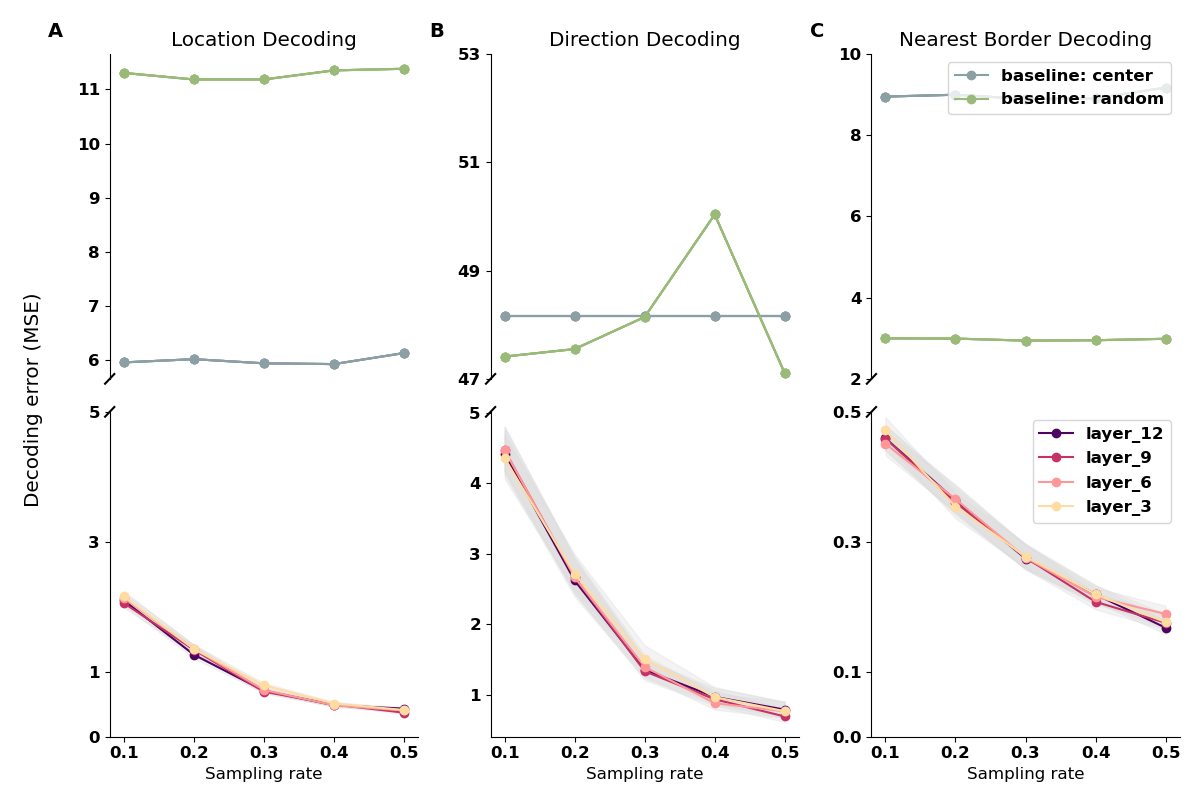 A
Location Decoding
11
10
9
8
7
6
5
3
1
0
0.1 0.2 0.3 0.4 0.5
Sampling rate
Decoding error (MSE)
B
Direction Decoding
53
51
49
47
5
4
3
2
1
0.1 0.2 0.3 0.4 0.5
Sampling rate
C
Nearest Border Decoding
baseline: center
baseline: random
10
8
6
4
2
0.5
0.3
0.1
0.0
layer_12
layer_9
layer_6
layer_3
0.1 0.2 0.3 0.4 0.5
Sampling rate